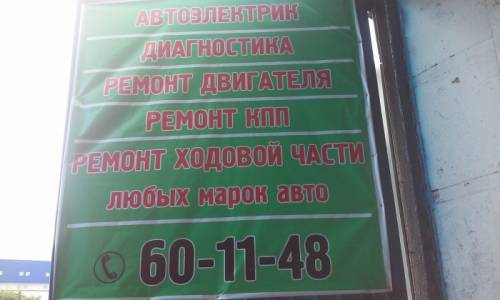 АВТОЭЛЕКТРИК
ДИАГНОСТИКА
РЕМОНТ ДВИГАТЕЛЯ
РЕМОНТ КПП
РЕМОНТ ХОДОВОЙ ЧАСТИ
любых марок авто
60-11-48